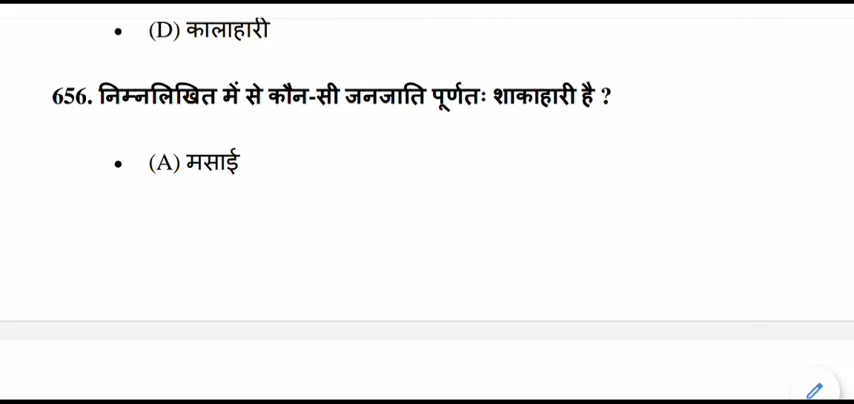 • (D) कालाहारी
656. निम्नलिखित में से कौन-सी जनजाति पूर्णतः शाकाहारी है ?
• (A) मसाई